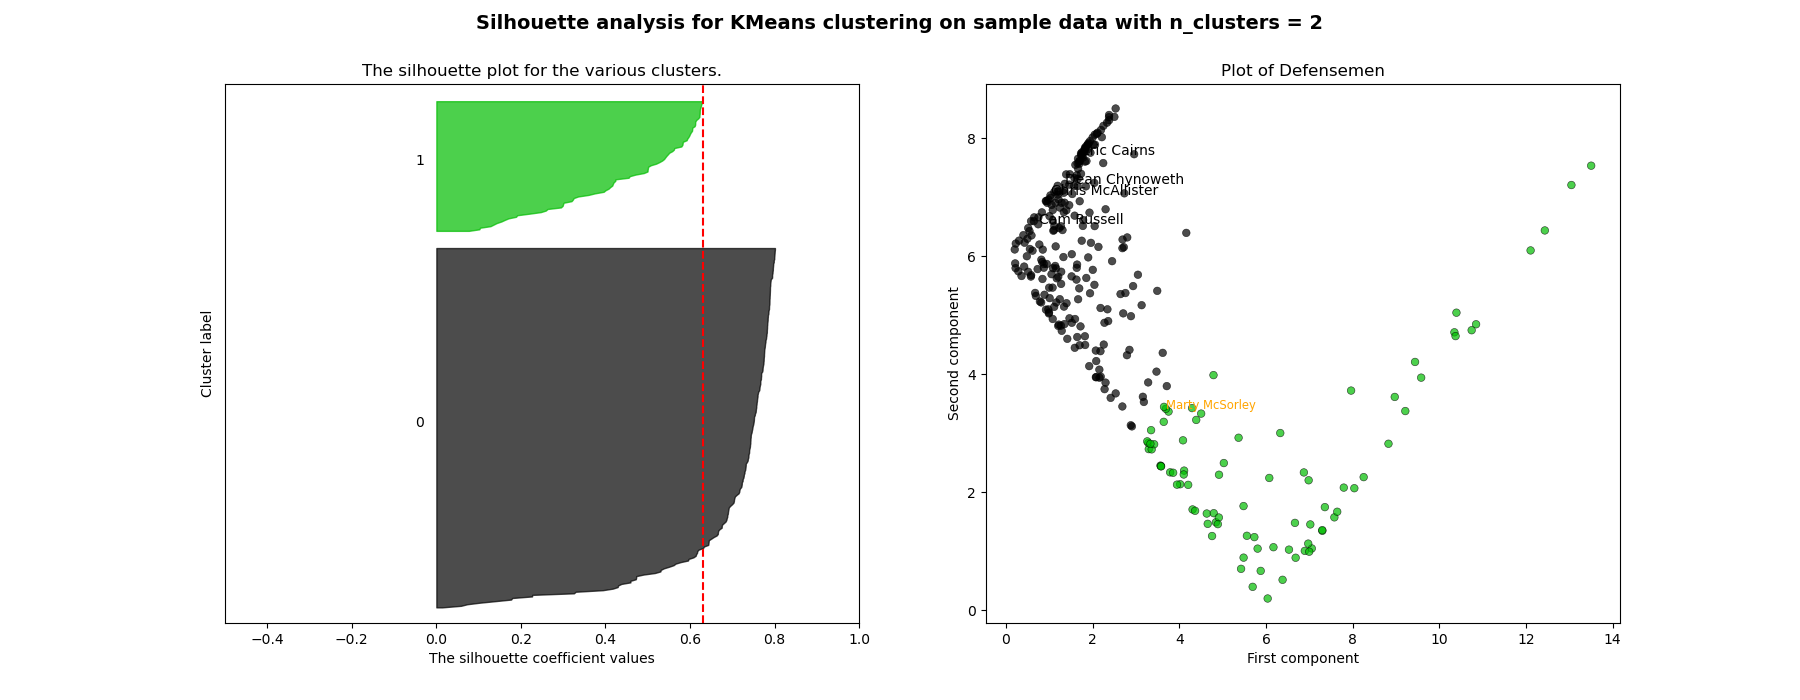 Silhouette analysis for KMeans clustering on sample data with n_clusters = 2
The silhouette plot for the various clusters.
1
0
Cluster label
−0.4 −0.2 0.0 0.2 0.4 0.6 0.8 1.0
The silhouette coefficient values
Plot of Defensemen
8
6
4
2
0
Second component
Cairns
Chynoweth
McAllister
Cam Russell
Marty McSorley
0 2 4 6 8 10 12 14
First component